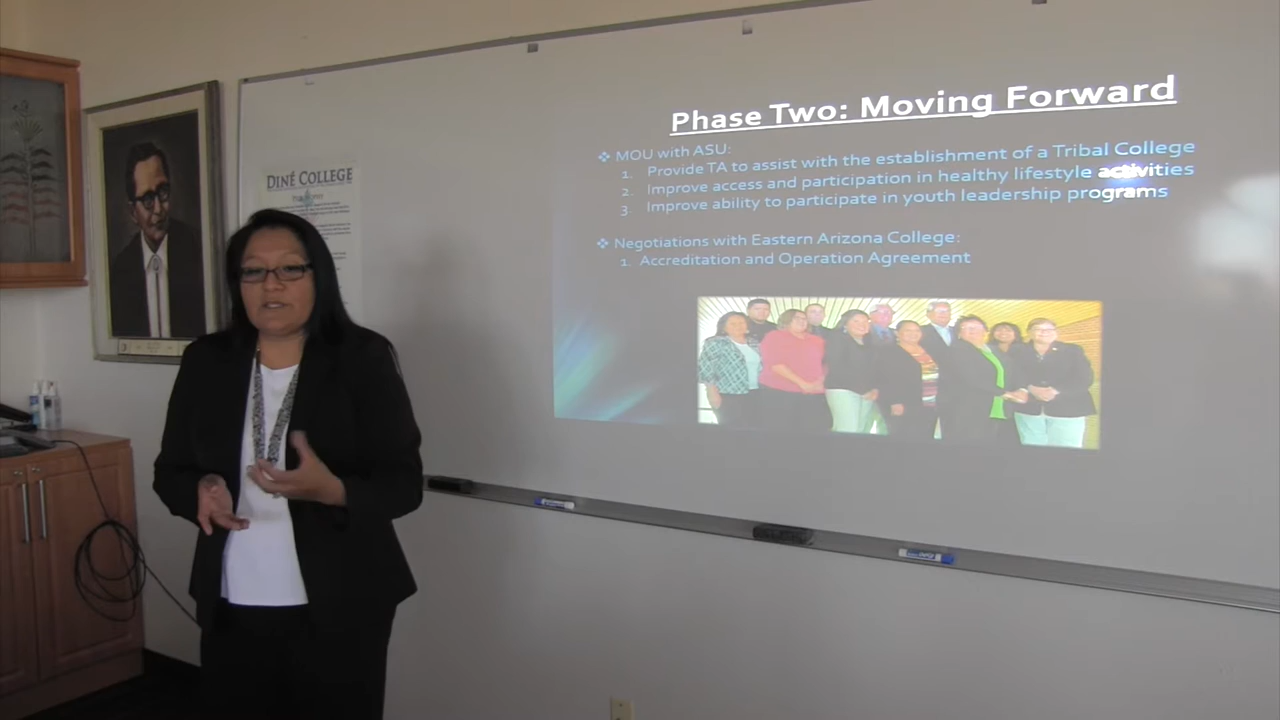 Phase Two: Moving Forward
❖ MOU with ASU:
1. Provide TA to assist with the establishment of a Tribal College
2. Improve access and participation in healthy lifestyle activities
3. Improve ability to participate in youth leadership programs
❖ Negotiations with Eastern Arizona College:
1. Accreditation and Operation Agreement
DINÉ COLLEGE